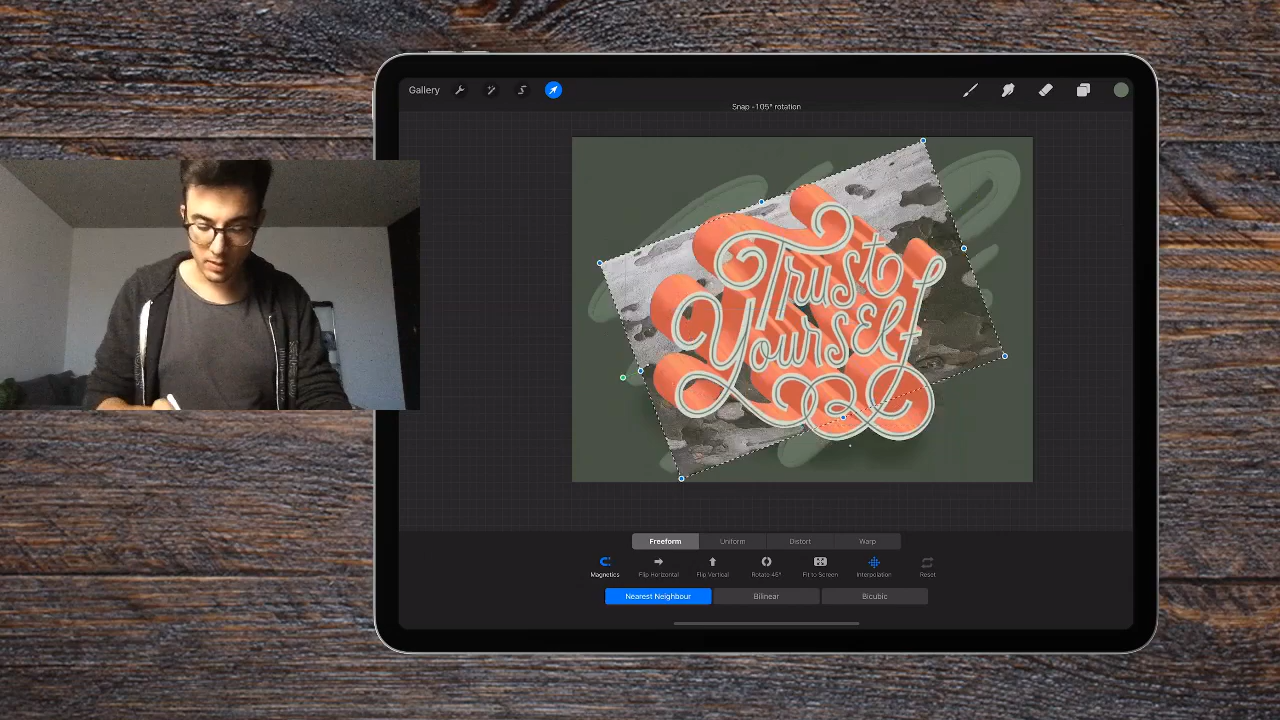 Gallery
Snap -105° rotation
Trust
Yourself
Freeform Uniform Distort Warp
Magnetics Flip Horizontal Flip Vertical Rotate 45° Fit to Screen Interpolation Reset
Nearest Neighbour Bilinear Bicubic